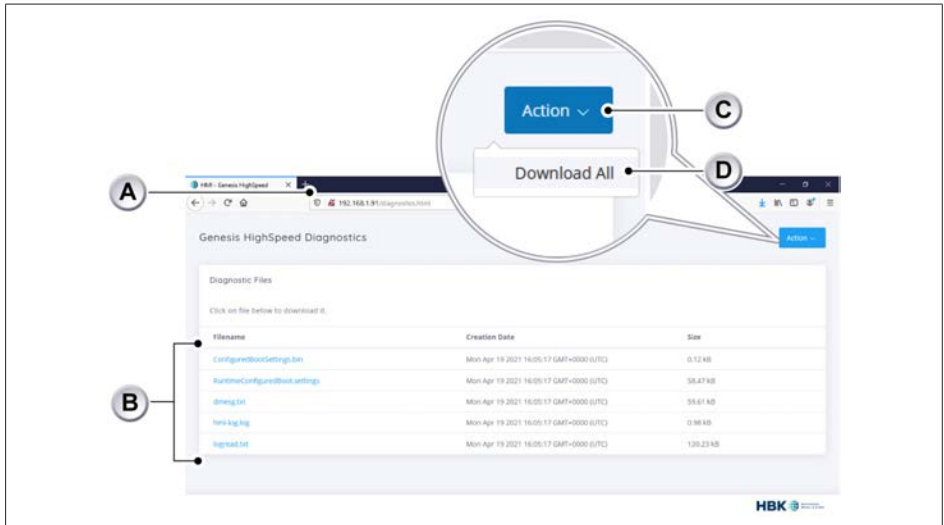 Action
C
Download All
D
A
HMI - Genesis HighSpeed
192.168.1.91/diagnostics.html
Genesis HighSpeed Diagnostics
Action
Diagnostic Files
Click on file below to download it.
Filename Creation Date Size
ConfiguredBootSettings.bin Mon Apr 19 2021 16:05:17 GMT+0000 (UTC) 0.12 kB
RuntimeConfiguredBoot.settings Mon Apr 19 2021 16:05:17 GMT+0000 (UTC) 58.47 kB
B
dmesg.txt Mon Apr 19 2021 16:05:17 GMT+0000 (UTC) 59.61 kB
hmi-log.log Mon Apr 19 2021 16:05:17 GMT+0000 (UTC) 0.98 kB
logread.txt Mon Apr 19 2021 16:05:17 GMT+0000 (UTC) 120.23 kB
HBK